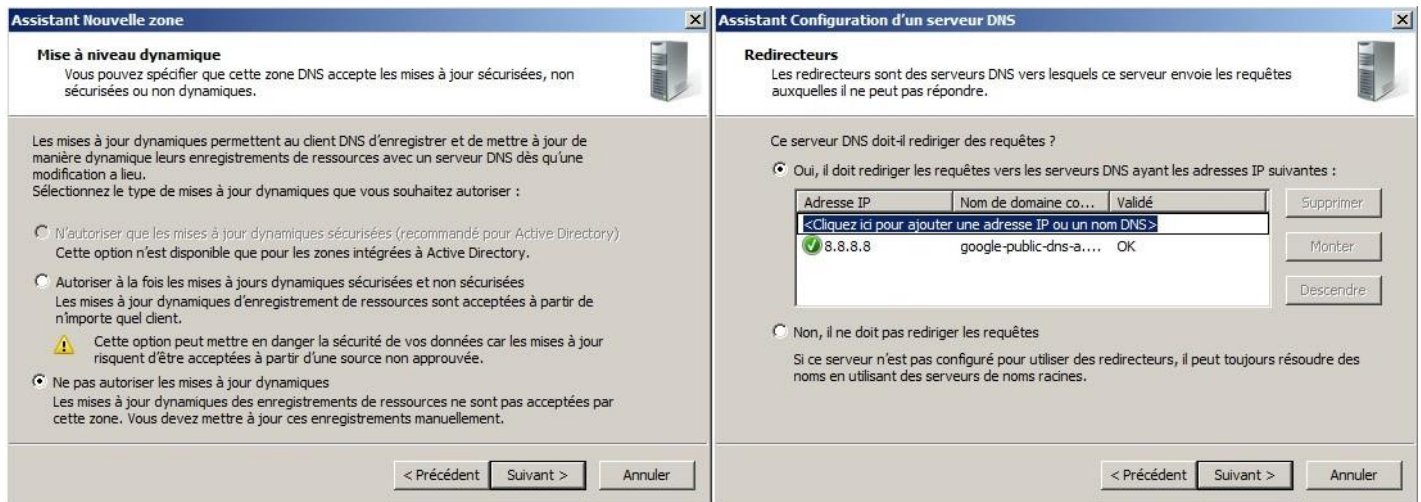 Assistant Nouvelle zone
Mise à niveau dynamique
Vous pouvez spécifier que cette zone DNS accepte les mises à jour sécurisées, non
sécurisées ou non dynamiques.
Les mises à jour dynamiques permettent au client DNS d'enregistrer et de mettre à jour de
manière dynamique leurs enregistrements de ressources avec un serveur DNS dès qu'une
modification a lieu.
Sélectionnez le type de mises à jour dynamiques que vous souhaitez autoriser :
N'autoriser que les mises à jour dynamiques sécurisées (recommandé pour Active Directory)
Cette option n'est disponible que pour les zones intégrées à Active Directory.
Autoriser à la fois les mises à jours dynamiques sécurisées et non sécurisées
Les mises à jour dynamiques d'enregistrement de ressources sont acceptées à partir de
n'importe quel client.
Cette option peut mettre en danger la sécurité de vos données car les mises à jour
risquent d'être acceptées à partir d'une source non approuvée.
Ne pas autoriser les mises à jour dynamiques
Les mises à jour dynamiques des enregistrements de ressources ne sont pas acceptées par
cette zone. Vous devez mettre à jour ces enregistrements manuellement.
< Précédent Suivant > Annuler
Assistant Configuration d'un serveur DNS
Redirecteurs
Les redirecteurs sont des serveurs DNS vers lesquels ce serveur envoie les requêtes
auxquelles il ne peut pas répondre.
Ce serveur DNS doit-il rediriger des requêtes ?
Oui, il doit rediriger les requêtes vers les serveurs DNS ayant les adresses IP suivantes :
Adresse IP Nom de domaine co... Validé
<Cliquez ici pour ajouter une adresse IP ou un nom DNS>
8.8.8.8 google-public-dns-a.... OK
Supprimer
Monter
Descendre
Non, il ne doit pas rediriger les requêtes
Si ce serveur n'est pas configuré pour utiliser des redirecteurs, il peut toujours résoudre des
noms en utilisant des serveurs de noms racines.
< Précédent Suivant > Annuler